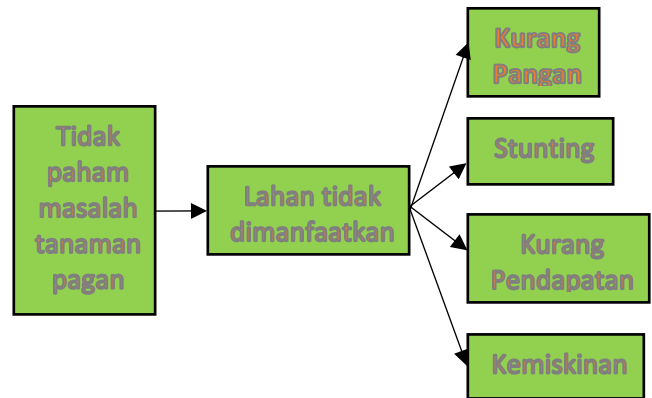 Tidak
paham
masalah
tanaman
pagan
Lahan tidak
dimanfaatkan
Kurang
Pangan
Stunting
Kurang
Pendapatan
Kemiskinan